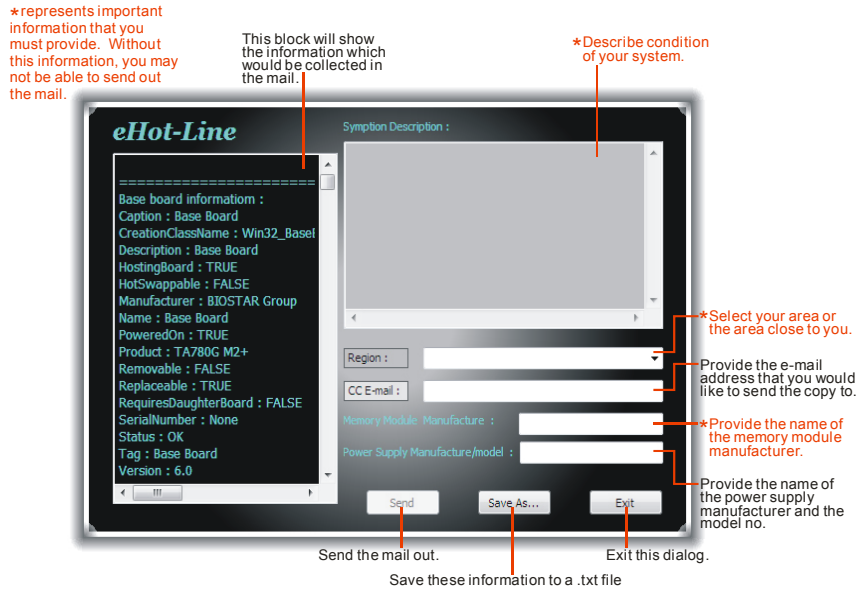 *represents important
information that you
must provide. Without
this information, you may
not be able to send out
the mail.
This block will show
the information which
would be collected in
the mail.
*Describe condition
of your system.
eHot-Line
Symption Description :
======================
Base board informatiom :
Caption : Base Board
CreationClassName : Win32_BaseB
Description : Base Board
HostingBoard : TRUE
HotSwappable : FALSE
Manufacturer : BIOSTAR Group
Name : Base Board
PoweredOn : TRUE
Product : TA780G M2+
Removable : FALSE
Replaceable : TRUE
RequiresDaughterBoard : FALSE
SerialNumber : None
Status : OK
Tag : Base Board
Version : 6.0
Region :
CC E-mail :
Memory Module Manufacture :
Power Supply Manufacture/model :
Send
Save As...
Exit
*Select your area or
the area close to you.
Provide the e-mail
address that you would
like to send the copy to.
*Provide the name of
the memory module
manufacturer.
Provide the name of
the power supply
manufacturer and the
model no.
Send the mail out.
Exit this dialog.
Save these information to a .txt file